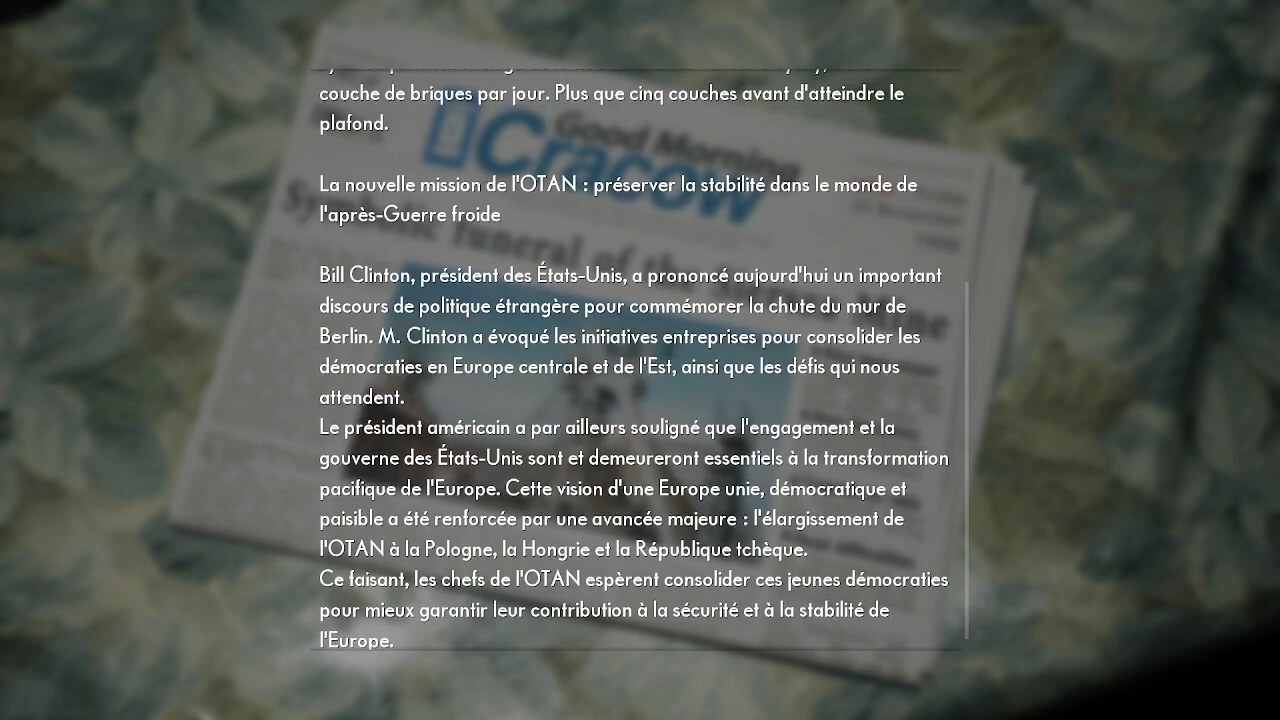 couche de briques par jour. Plus que cinq couches avant d'atteindre le
plafond.
La nouvelle mission de l'OTAN : préserver la stabilité dans le monde de
l'après-Guerre froide
Bill Clinton, président des États-Unis, a prononcé aujourd'hui un important
discours de politique étrangère pour commémorer la chute du mur de
Berlin. M. Clinton a évoqué les initiatives entreprises pour consolider les
démocraties en Europe centrale et de l'Est, ainsi que les défis qui nous
attendent.
Le président américain a par ailleurs souligné que l'engagement et la
gouverne des États-Unis sont et demeureront essentiels à la transformation
pacifique de l'Europe. Cette vision d'une Europe unie, démocratique et
paisible a été renforcée par une avancée majeure : l'élargissement de
l'OTAN à la Pologne, la Hongrie et la République tchèque.
Ce faisant, les chefs de l'OTAN espèrent consolider ces jeunes démocraties
pour mieux garantir leur contribution à la sécurité et à la stabilité de
l'Europe.
Good Morning
Cracow
funeral of the